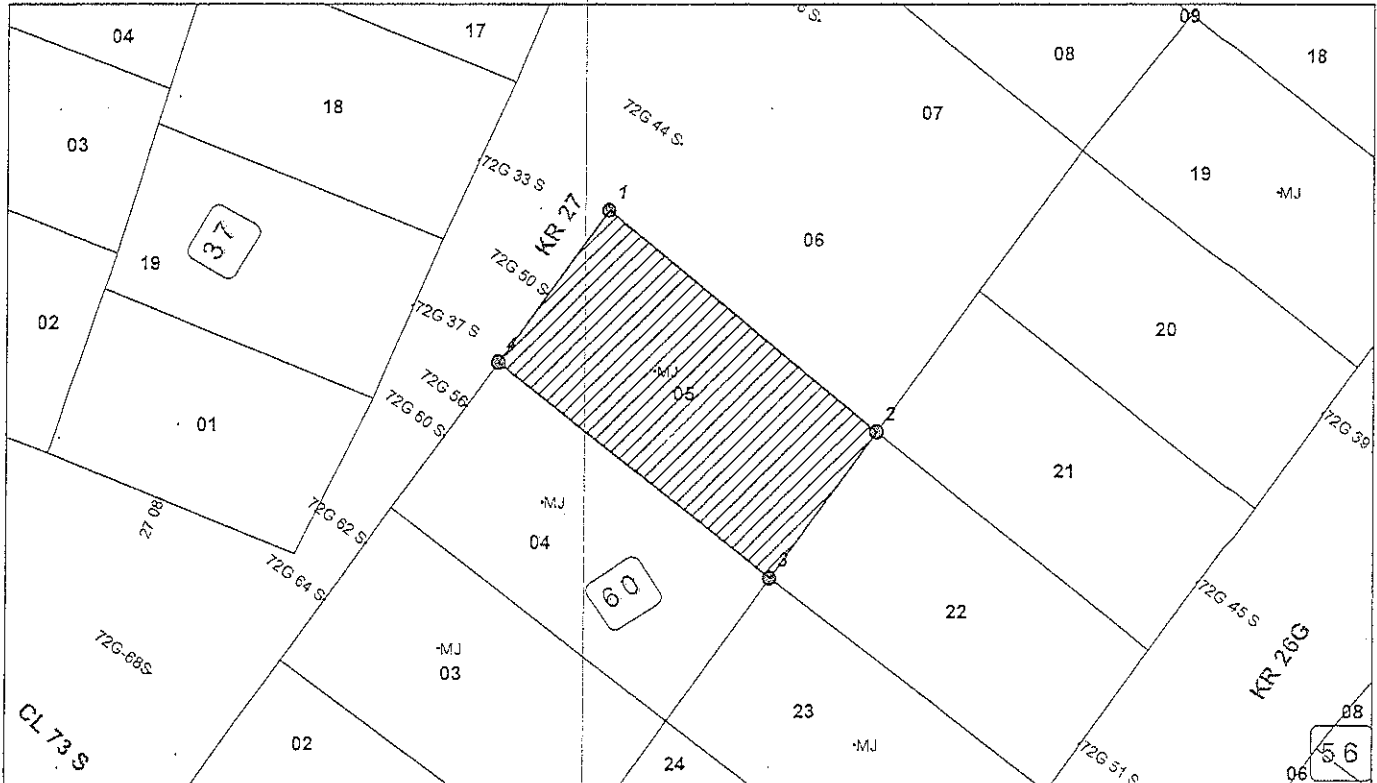 04
17
09
08
18
18
07
72G 44 S
03
72G 33 S
19
MJ
1
KR 27
37
06
19
72G 50 S
72G 37 S
02
20
4
MJ
05
72G 56
72G 60 S
2
01
72G 39
21
MJ
27 08
72G 62 S
04
3
72G 64 S
60
72G 45 S
22
72G-68S
MJ
03
KR 26G
CL 73 S
23
08
02
MJ
72G 51 S
56
24
06